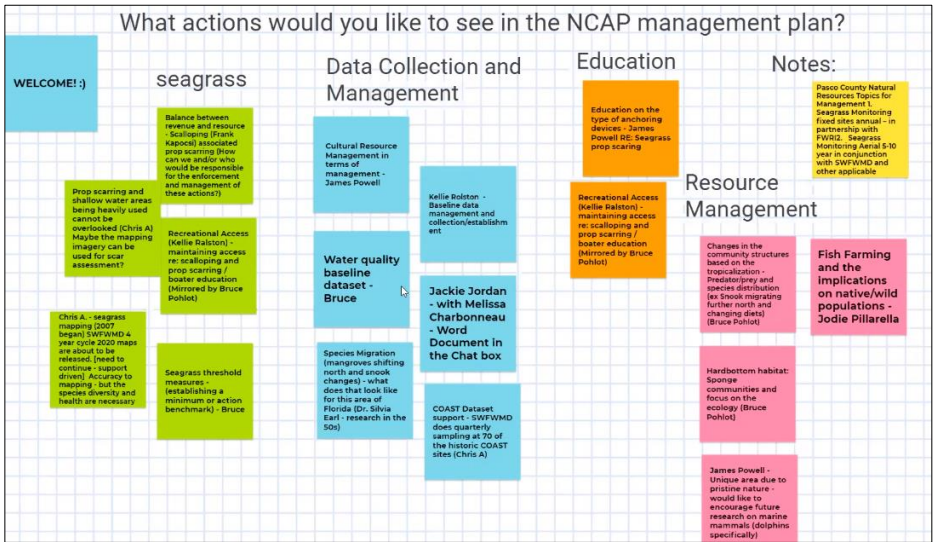 What actions would you like to see in the NCAP management plan?
WELCOME! :)
seagrass
Balance between
revenue and resource
- Scalloping (Frank
Kapocsi) associated
prop scarring (How
can we and/or who
would be responsible
for the enforcement
and management of
these actions?)
Prop scarring and
shallow water areas
being heavily used
cannot be
overlooked (Chris A)
Maybe the mapping
imagery can be
used for scar
assessment?
Recreational Access
(Kellie Ralston) -
maintaining access
re: scalloping and
prop scarring /
boater education
(Mirrored by Bruce
Pohlot)
Chris A. - seagrass
mapping (2007
began) SWFWMD 4
year cycle 2020 maps
are about to be
released. [need to
continue - support
driven] Accuracy to
mapping - but the
species diversity and
health are necessary
Seagrass threshold
measures -
(establishing a
minimum or action
benchmark) - Bruce
Data Collection and
Management
Cultural Resource
Management in
terms of
management -
James Powell
Kellie Rolston -
Baseline data
management and
collection/establishm
ent
Water quality
baseline
dataset -
Bruce
Jackie Jordan
- with Melissa
Charbonneau
- Word
Document in
the Chat box
Species Migration
(mangroves shifting
north and snook
changes) - what
does that look like
for this area of
Florida (Dr. Silvia
Earl - research in the
50s)
COAST Dataset
support - SWFWMD
does quarterly
sampling at 70 of
the historic COAST
sites (Chris A)
Education
Education on the
type of anchoring
devices - James
Powell RE: Seagrass
prop scaring
Recreational Access
(Kellie Ralston) -
maintaining access
re: scalloping and
prop scarring /
boater education
(Mirrored by Bruce
Pohlot)
Notes:
Pasco County Natural
Resources Topics for
Management 1.
Seagrass Monitoring
fixed sites annual – in
partnership with
FWRI2. Seagrass
Monitoring Aerial 5-10
year in conjunction
with SWFWMD and
other applicable
Resource
Management
Changes in the
community structures
based on the
tropicalization -
Predator/prey and
species distribution
(ex Snook migrating
further north and
changing diets)
(Bruce Pohlot)
Fish Farming
and the
implications
on native/wild
populations -
Jodie Pillarella
Hardbottom habitat:
Sponge
communities and
focus on the
ecology (Bruce
Pohlot)
James Powell -
Unique area due to
pristine nature -
would like to
encourage future
research on marine
mammals (dolphins
specifically)